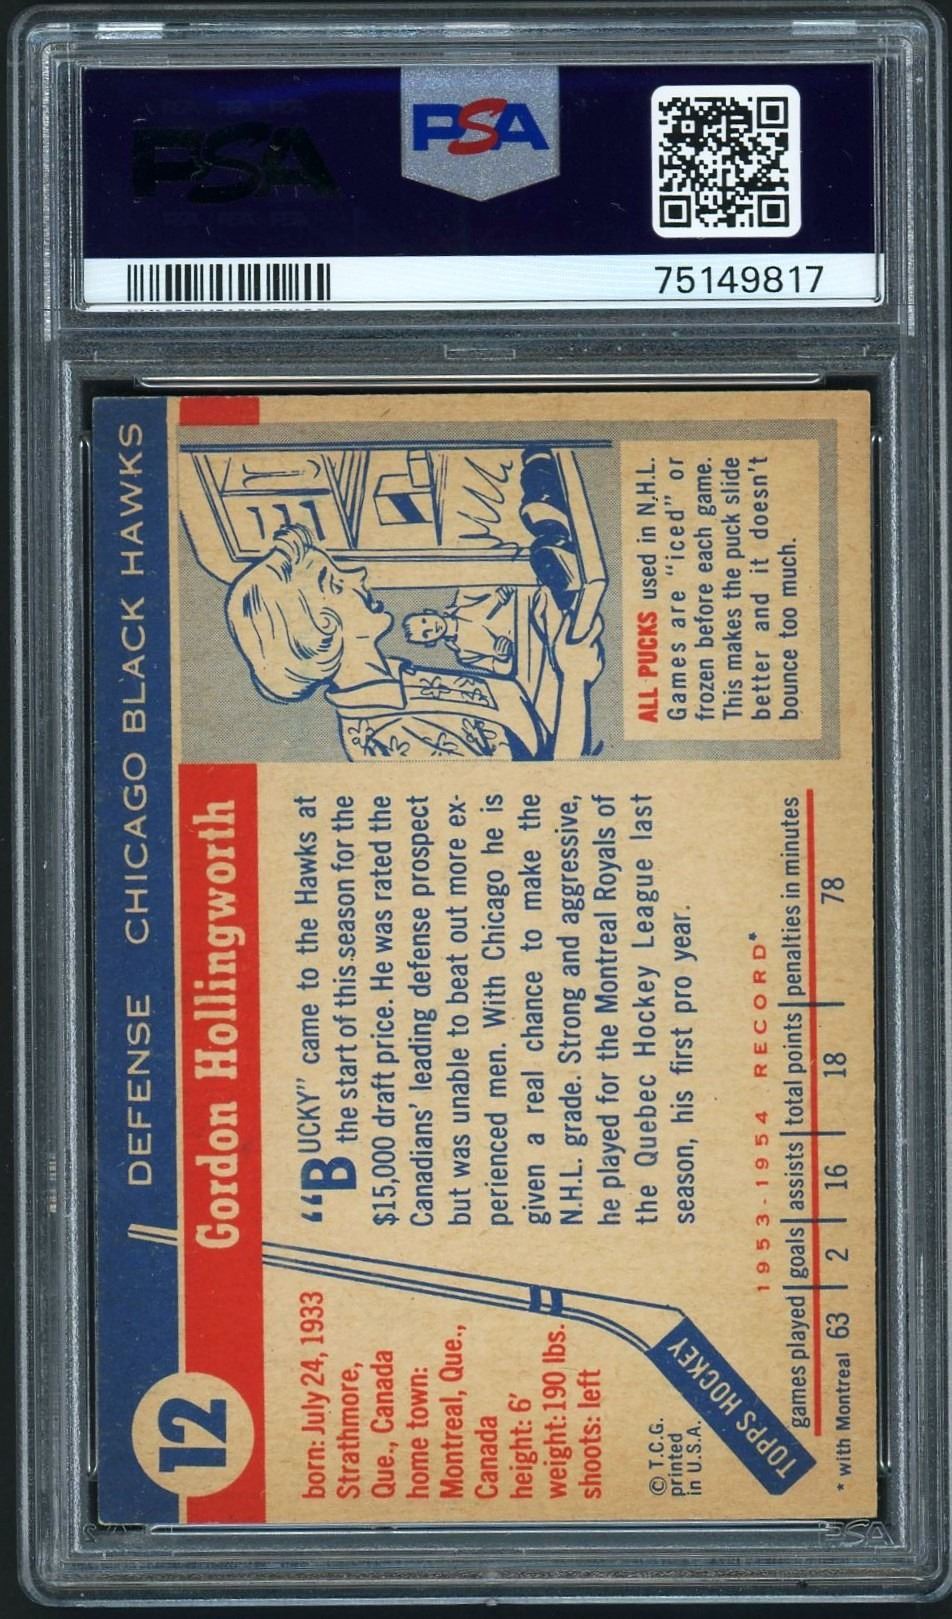 PSA
PSA
75149817
12
DEFENSE CHICAGO BLACK HAWKS
Gordon Hollingworth
born: July 24, 1933
Strathmore,
Que., Canada
home town:
Montreal, Que.,
Canada
height: 6'
weight: 190 lbs.
shoots: left
© T.C.G.
printed
in U.S.A.
TOPPS HOCKEY
“BUCKY” came to the Hawks at
the start of this season for the
$15,000 draft price. He was rated the
Canadians' leading defense prospect
but was unable to beat out more ex-
perienced men. With Chicago he is
given a real chance to make the
N.H.L. grade. Strong and aggressive,
he played for the Montreal Royals of
the Quebec Hockey League last
season, his first pro year.
1953-1954 RECORD*
games played goals assists total points penalties in minutes
63 2 16 18 78
* with Montreal
ALL PUCKS used in N.H.L.
Games are “iced” or
frozen before each game.
This makes the puck slide
better and it doesn't
bounce too much.
PSA